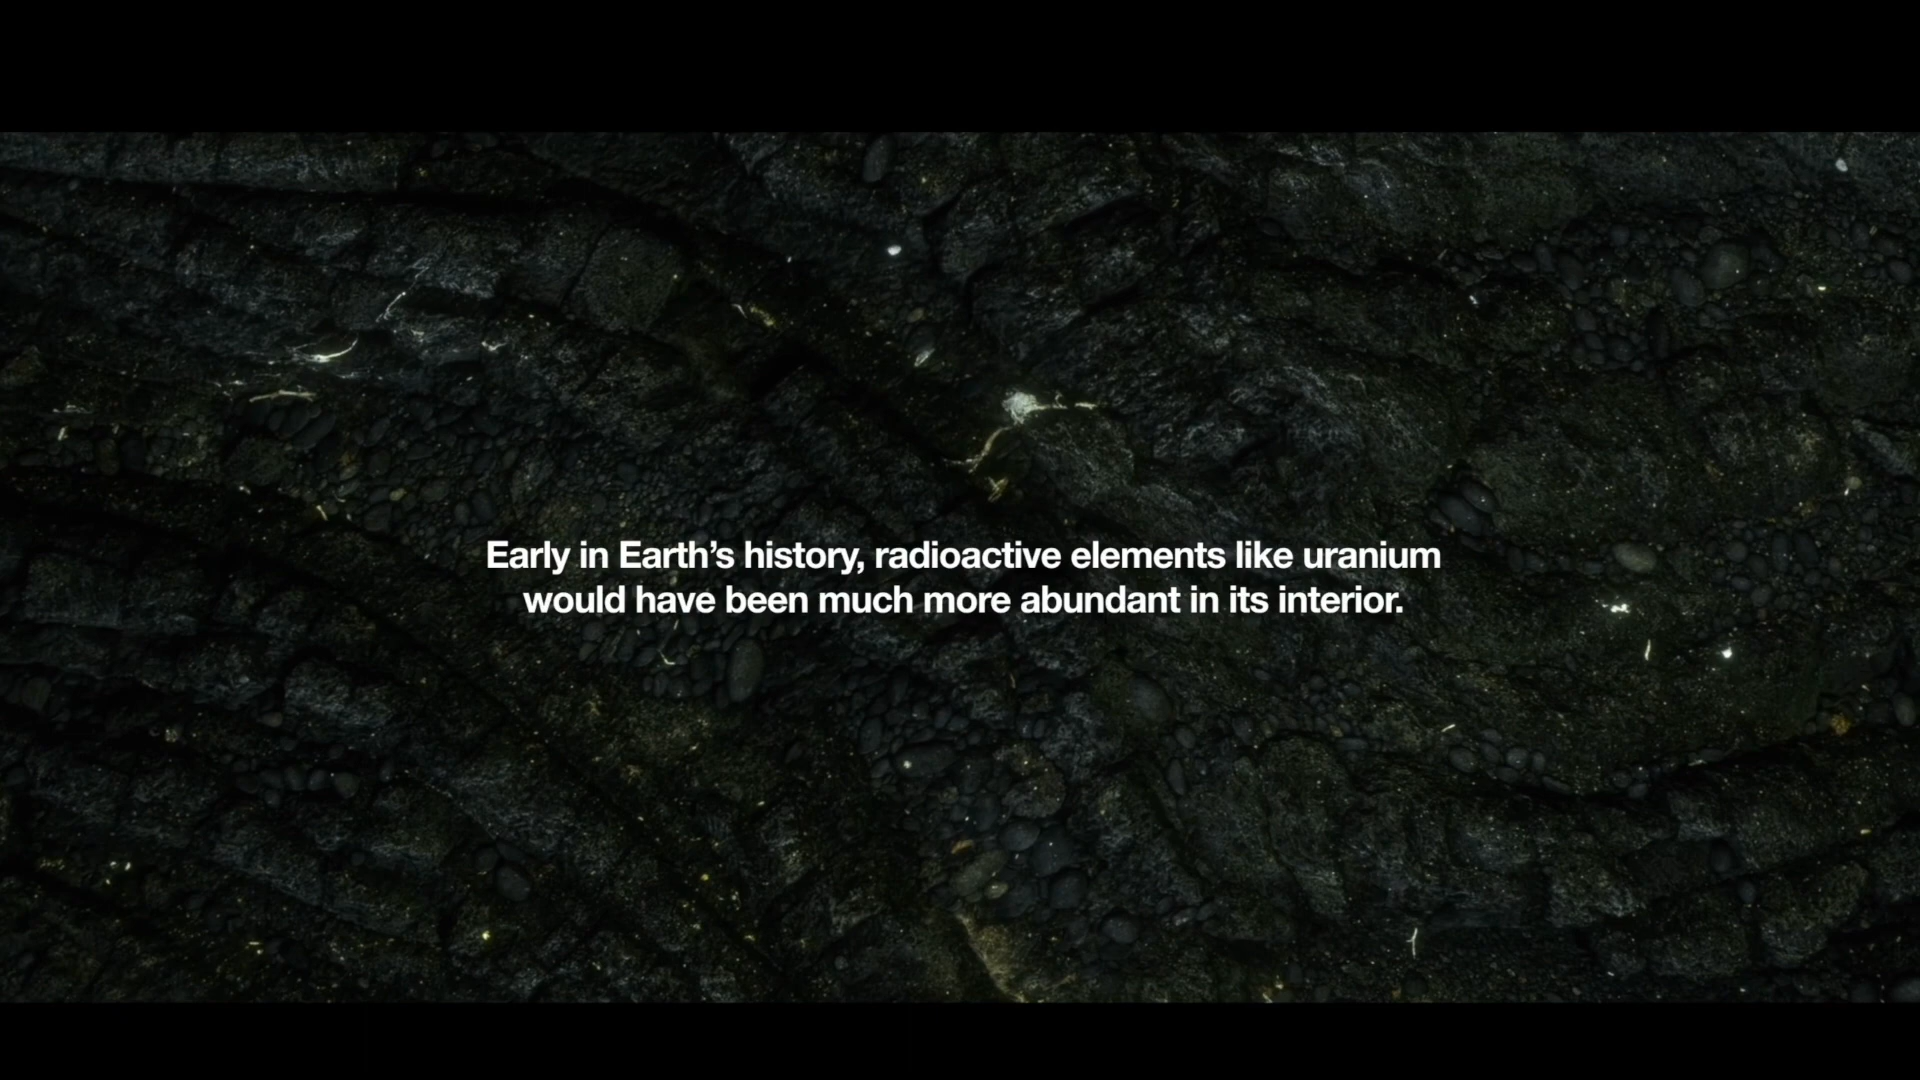 Early in Earth’s history, radioactive elements like uranium
would have been much more abundant in its interior.